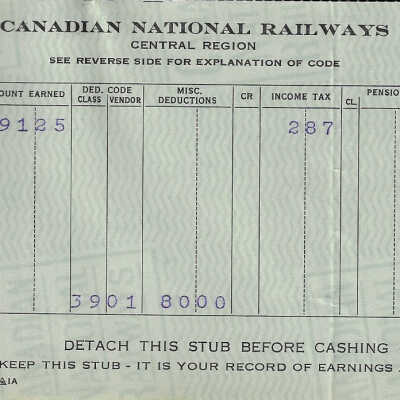 CANADIAN NATIONAL RAILWAYS
CENTRAL REGION
SEE REVERSE SIDE FOR EXPLANATION OF CODE
OUNT EARNED DED. CODE MISC. CR INCOME TAX CL. PENSIO
CLASS VENDOR DEDUCTIONS
9125 287
3901 8000
DETACH THIS STUB BEFORE CASHING
KEEP THIS STUB - IT IS YOUR RECORD OF EARNINGS
1A